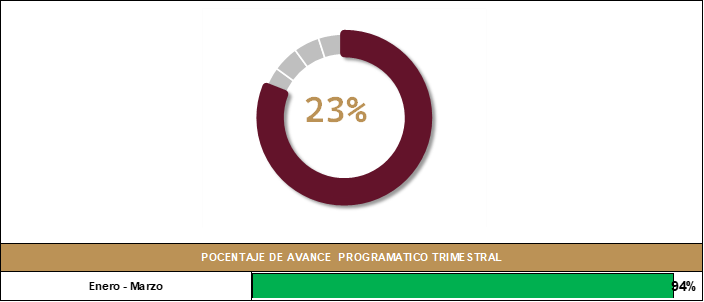 23%
POCENTAJE DE AVANCE PROGRAMATICO TRIMESTRAL
Enero - Marzo 94%